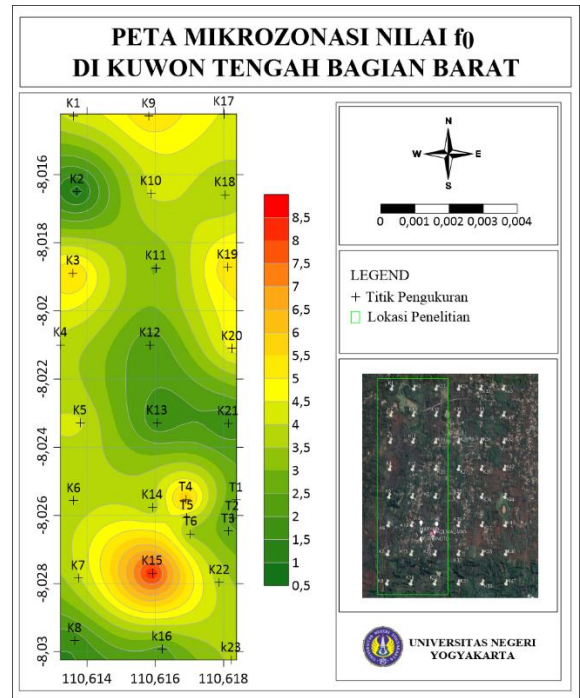 PETA MIKROZONASI NILAI f0
DI KUWON TENGAH BAGIAN BARAT
K1 K9 K17
-8,016
K2 K10 K18
-8,018
K3 K11 K19
-8,02
K4 K12 K20
-8,022
K5 K13 K21
-8,024
K6 K14 T4 T1
T5 T2
-8,026
T6 T3
K7 K15 K22
-8,028
K8 k16 k23
-8,03
110,614 110,616 110,618
8,5
8
7,5
7
6,5
6
5,5
5
4,5
4
3,5
3
2,5
2
1,5
1
0,5
N
W E
S
0 0,001 0,002 0,003 0,004
LEGEND
+ Titik Pengukuran
Lokasi Penelitian
UNIVERSITAS NEGERI
YOGYAKARTA